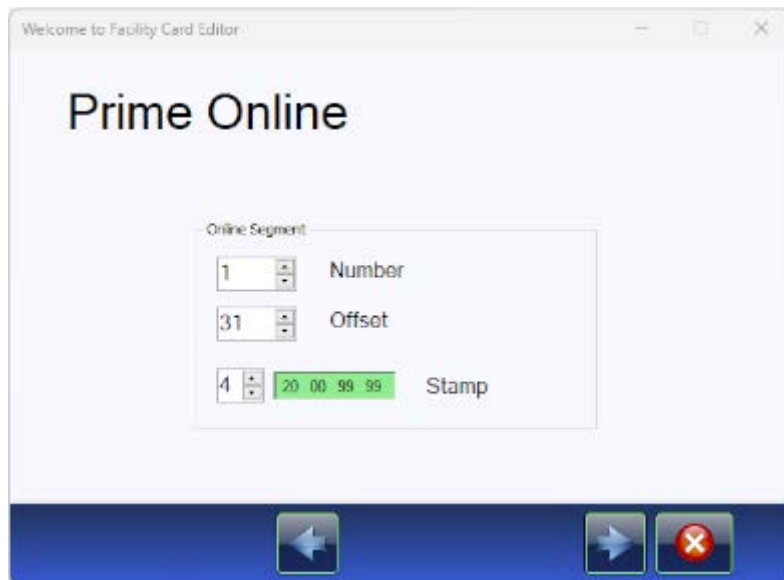 Welcome to Facility Card Editor
Prime Online
Online Segment
1 Number
31 Offset
4 20 00 99 99 Stamp